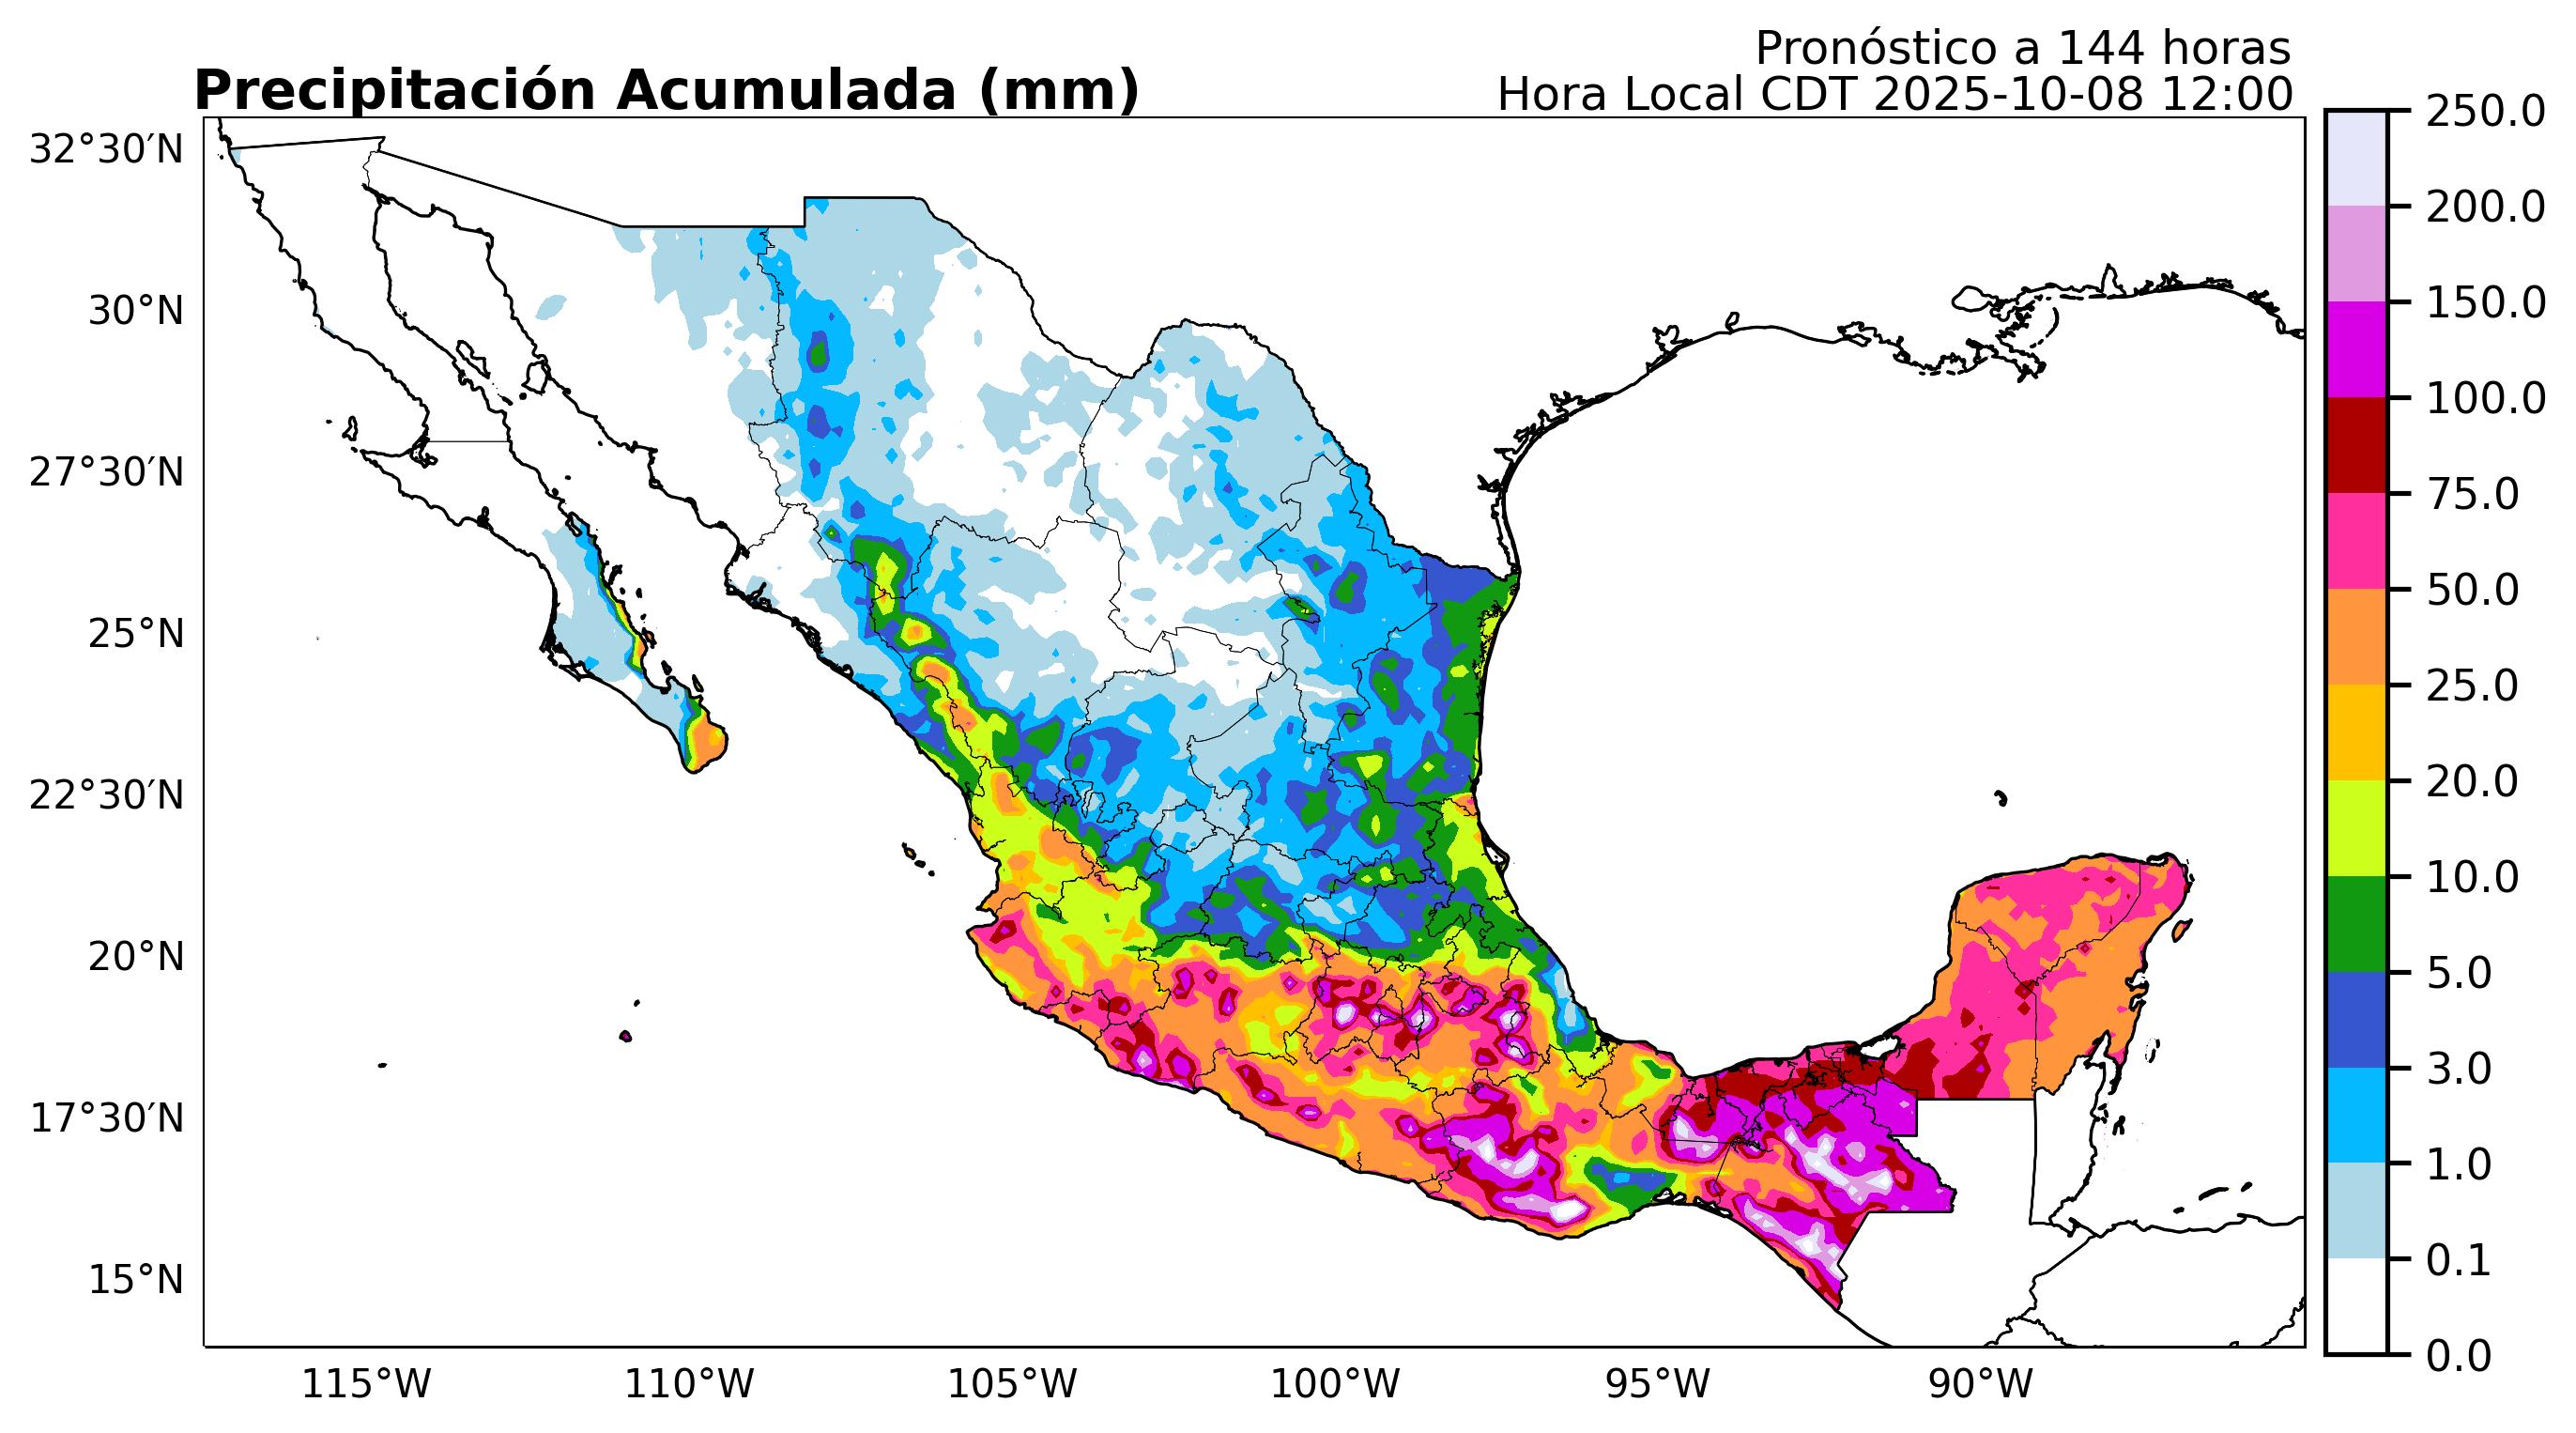 Pronóstico a 144 horas
Precipitación Acumulada (mm)
Hora Local CDT 2025-10-08 12:00
32°30′N
30°N
27°30′N
25°N
22°30′N
20°N
17°30′N
15°N
115°W
110°W
105°W
100°W
95°W
90°W
250.0
200.0
150.0
100.0
75.0
50.0
25.0
20.0
10.0
5.0
3.0
1.0
0.1
0.0